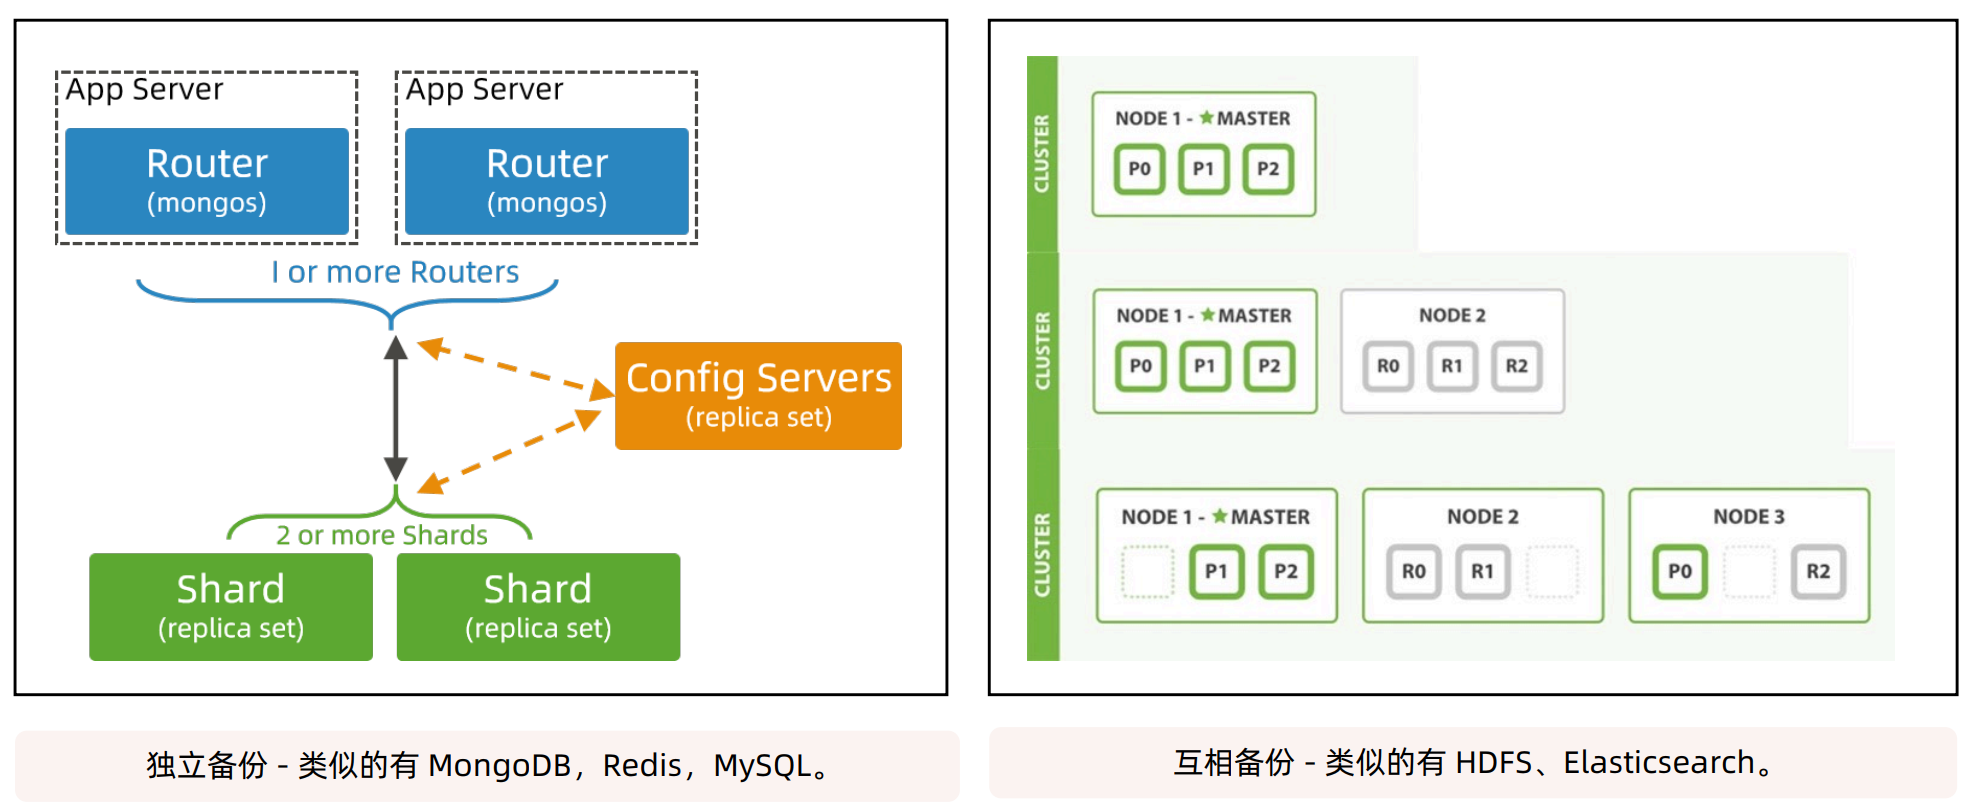 App Server
Router
(mongos)
App Server
Router
(mongos)
1 or more Routers
Config Servers
(replica set)
2 or more Shards
Shard
(replica set)
Shard
(replica set)
独立备份 - 类似的有 MongoDB，Redis，MySQL。
CLUSTER
NODE 1 - ★ MASTER
P0 P1 P2
CLUSTER
NODE 1 - ★ MASTER
P0 P1 P2
NODE 2
R0 R1 R2
CLUSTER
NODE 1 - ★ MASTER
P1 P2
NODE 2
R0 R1
NODE 3
P0 R2
互相备份 - 类似的有 HDFS、Elasticsearch。